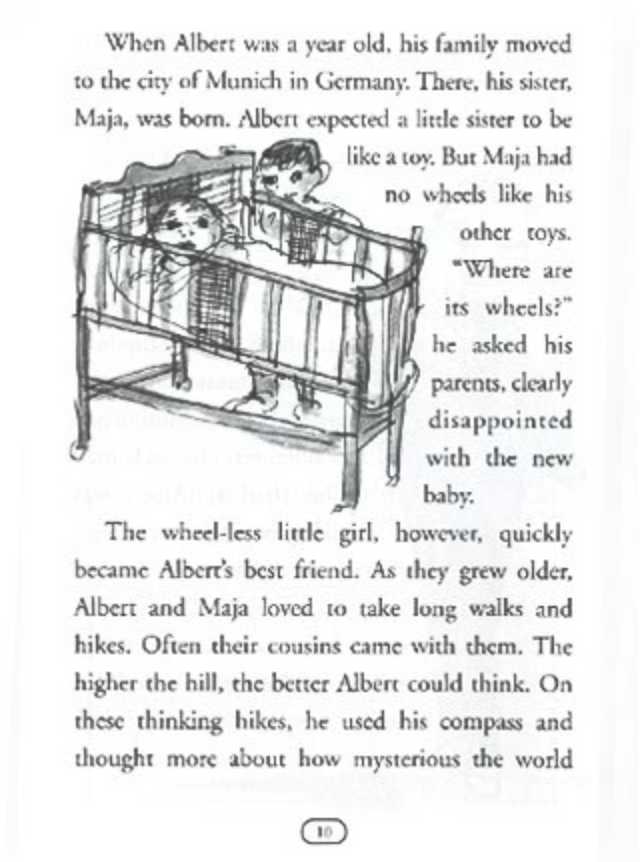 When Albert was a year old, his family moved
to the city of Munich in Germany. There, his sister,
Maja, was born. Albert expected a little sister to be
like a toy. But Maja had
no wheels like his
other toys.
"Where are
its wheels?"
he asked his
parents, clearly
disappointed
with the new
baby.
The wheel-less little girl, however, quickly
became Albert's best friend. As they grew older,
Albert and Maja loved to take long walks and
hikes. Often their cousins came with them. The
higher the hill, the better Albert could think. On
these thinking hikes, he used his compass and
thought more about how mysterious the world
10